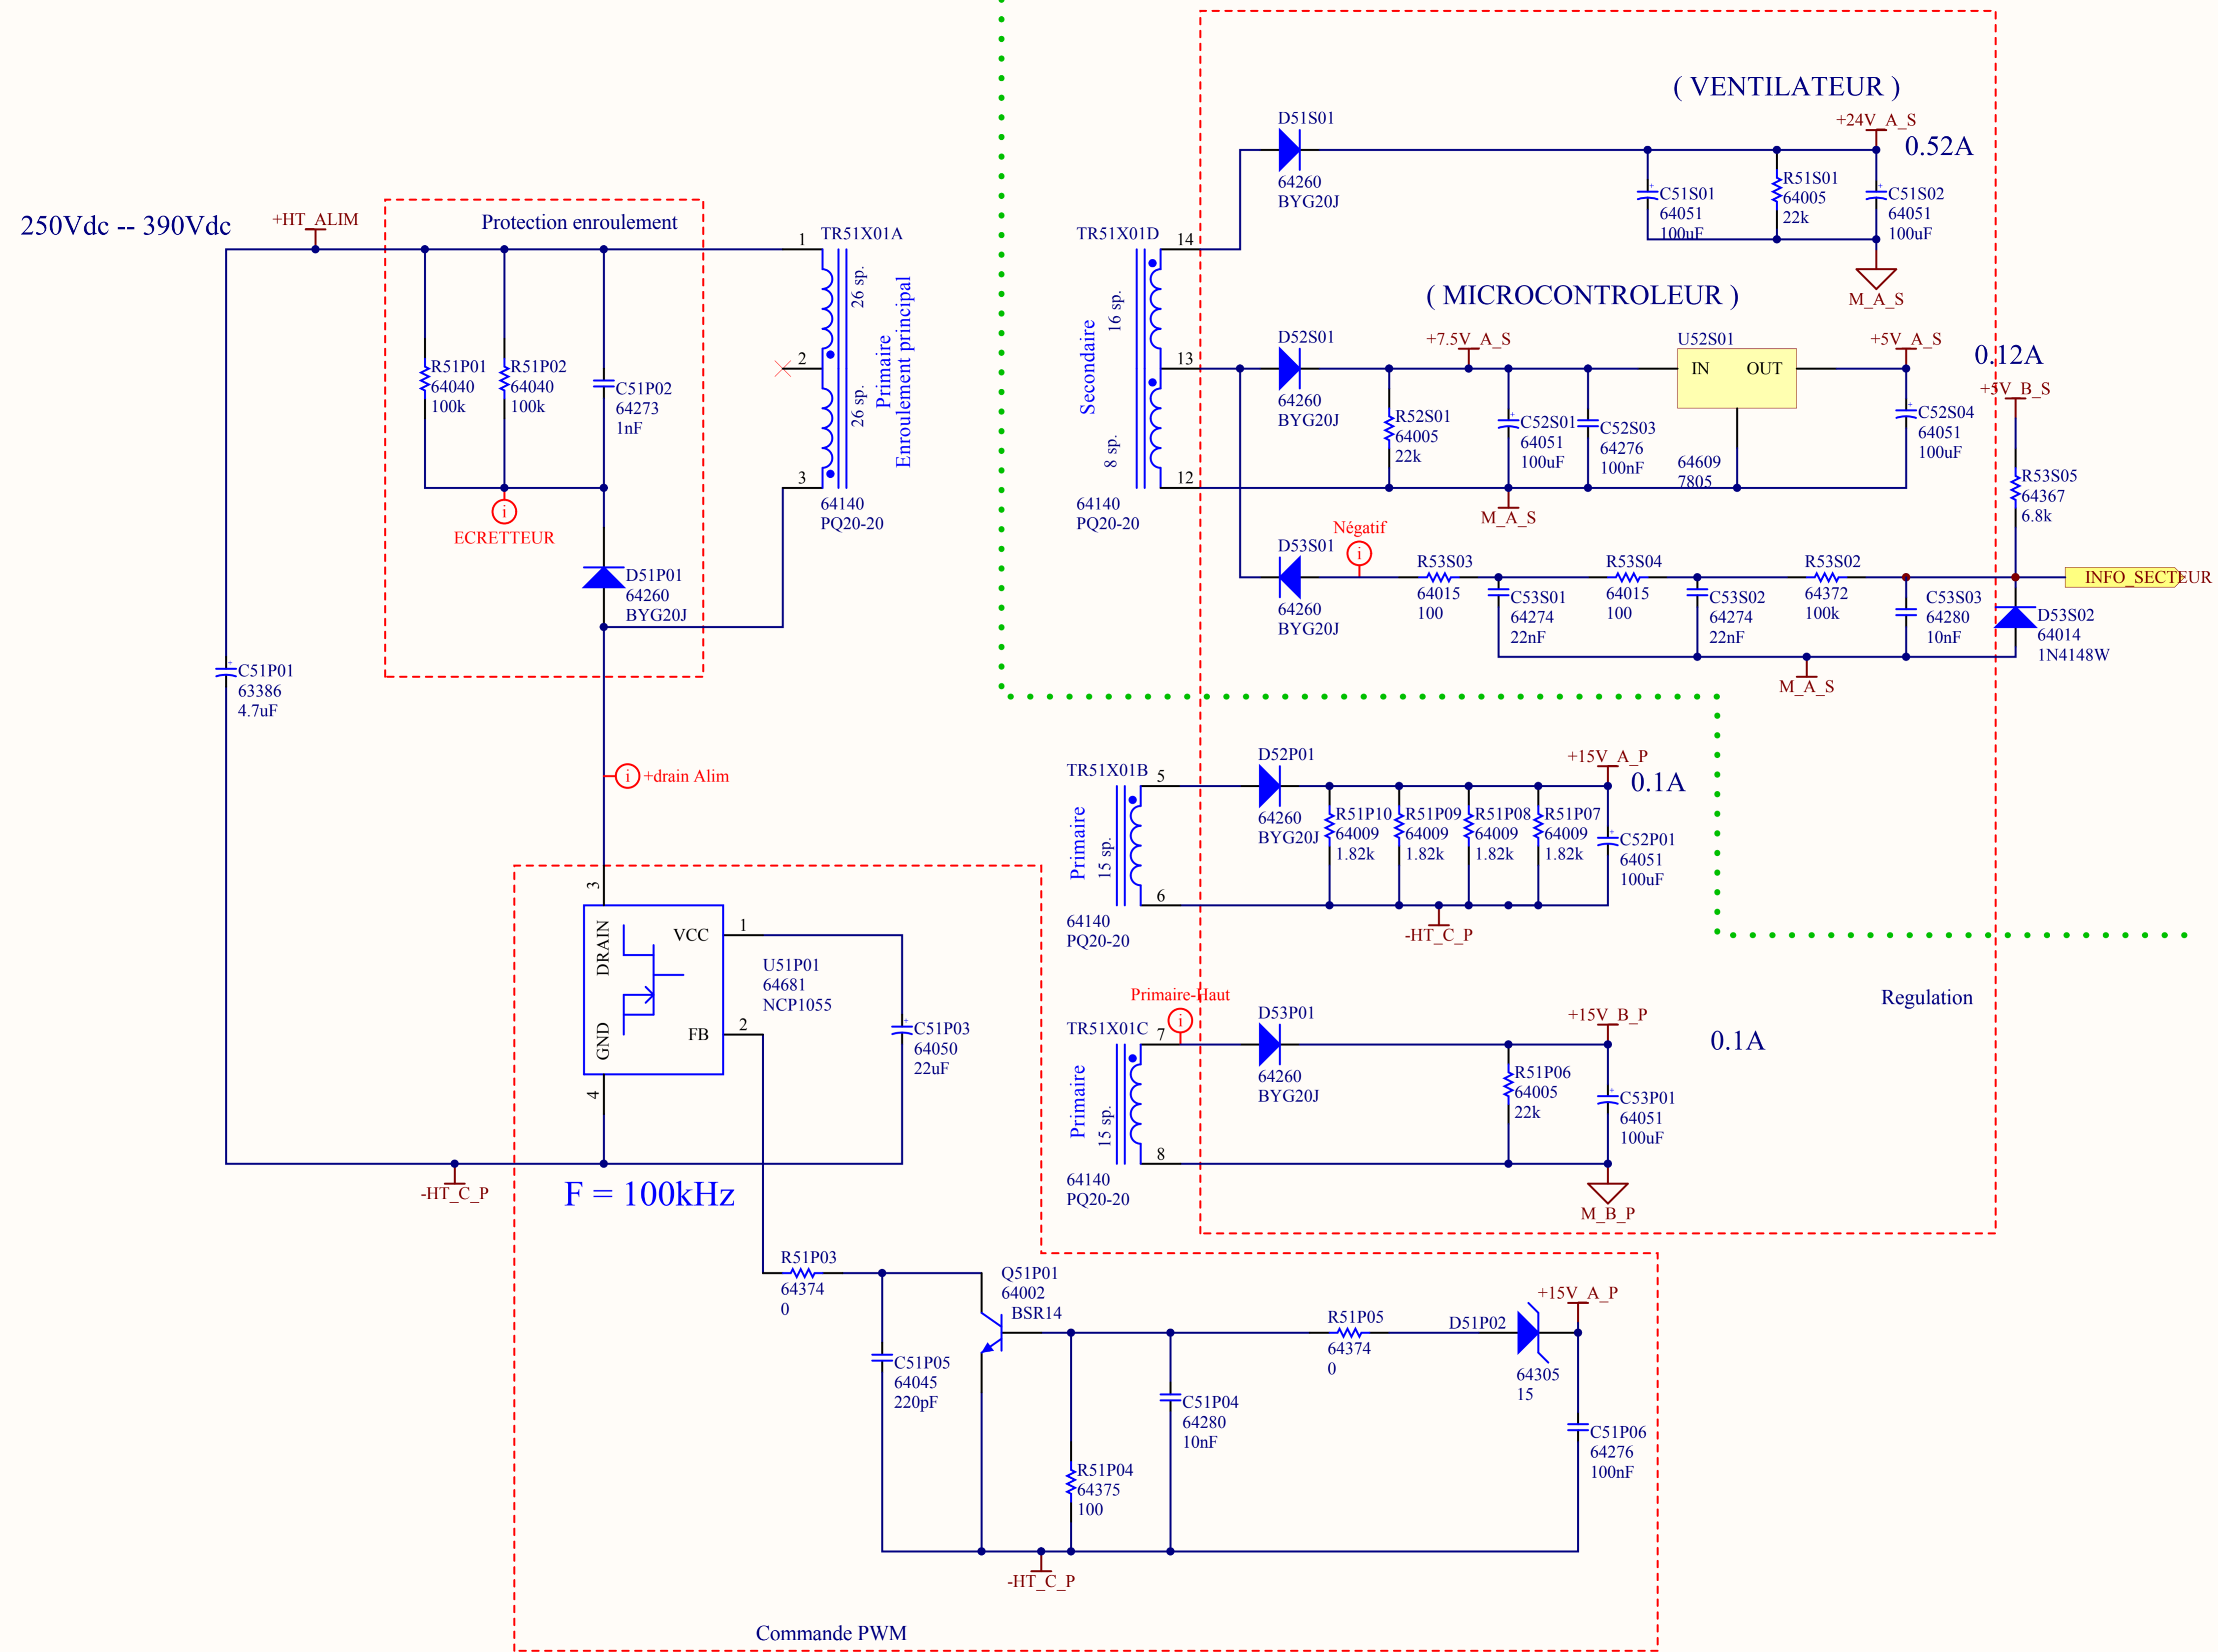 ( VENTILATEUR )
+24V_A_S
0.52A
D51S01
64260
BYG20J
C51S01
64051
100uF
R51S01
64005
22k
C51S02
64051
100uF
M_A_S
250Vdc -- 390Vdc
+HT_ALIM
Protection enroulement
R51P01
64040
100k
R51P02
64040
100k
C51P02
64273
1nF
i
ECRETTEUR
D51P01
64260
BYG20J
C51P01
63386
4.7uF
TR51X01A
1
2
3
26 sp.
26 sp.
Primaire
Enroulement principal
64140
PQ20-20
TR51X01D
14
13
12
16 sp.
8 sp.
Secondaire
64140
PQ20-20
( MICROCONTROLEUR )
D52S01
64260
BYG20J
+7.5V_A_S
R52S01
64005
22k
C52S01
64051
100uF
C52S03
64276
100nF
U52S01
IN
OUT
64609
7805
+5V_A_S
0.12A
C52S04
64051
100uF
M_A_S
+5V_B_S
R53S05
64367
6.8k
D53S01
64260
BYG20J
Négatif
i
R53S03
64015
100
C53S01
64274
22nF
R53S04
64015
100
C53S02
64274
22nF
R53S02
64372
100k
C53S03
64280
10nF
INFO_SECTEUR
D53S02
64014
1N4148W
M_A_S
i
+drain Alim
TR51X01B
5
6
Primaire
15 sp.
64140
PQ20-20
D52P01
64260
BYG20J
R51P10
64009
1.82k
R51P09
64009
1.82k
R51P08
64009
1.82k
R51P07
64009
1.82k
+15V_A_P
0.1A
C52P01
64051
100uF
-HT_C_P
Regulation
Primaire-Haut
i
TR51X01C
7
8
Primaire
15 sp.
64140
PQ20-20
D53P01
64260
BYG20J
R51P06
64005
22k
+15V_B_P
0.1A
C53P01
64051
100uF
M_B_P
3
DRAIN
GND
4
VCC
1
FB
2
U51P01
64681
NCP1055
C51P03
64050
22uF
-HT_C_P
F = 100kHz
R51P03
64374
0
C51P05
64045
220pF
Q51P01
64002
BSR14
R51P04
64375
100
C51P04
64280
10nF
R51P05
64374
0
D51P02
64305
15
+15V_A_P
C51P06
64276
100nF
-HT_C_P
Commande PWM